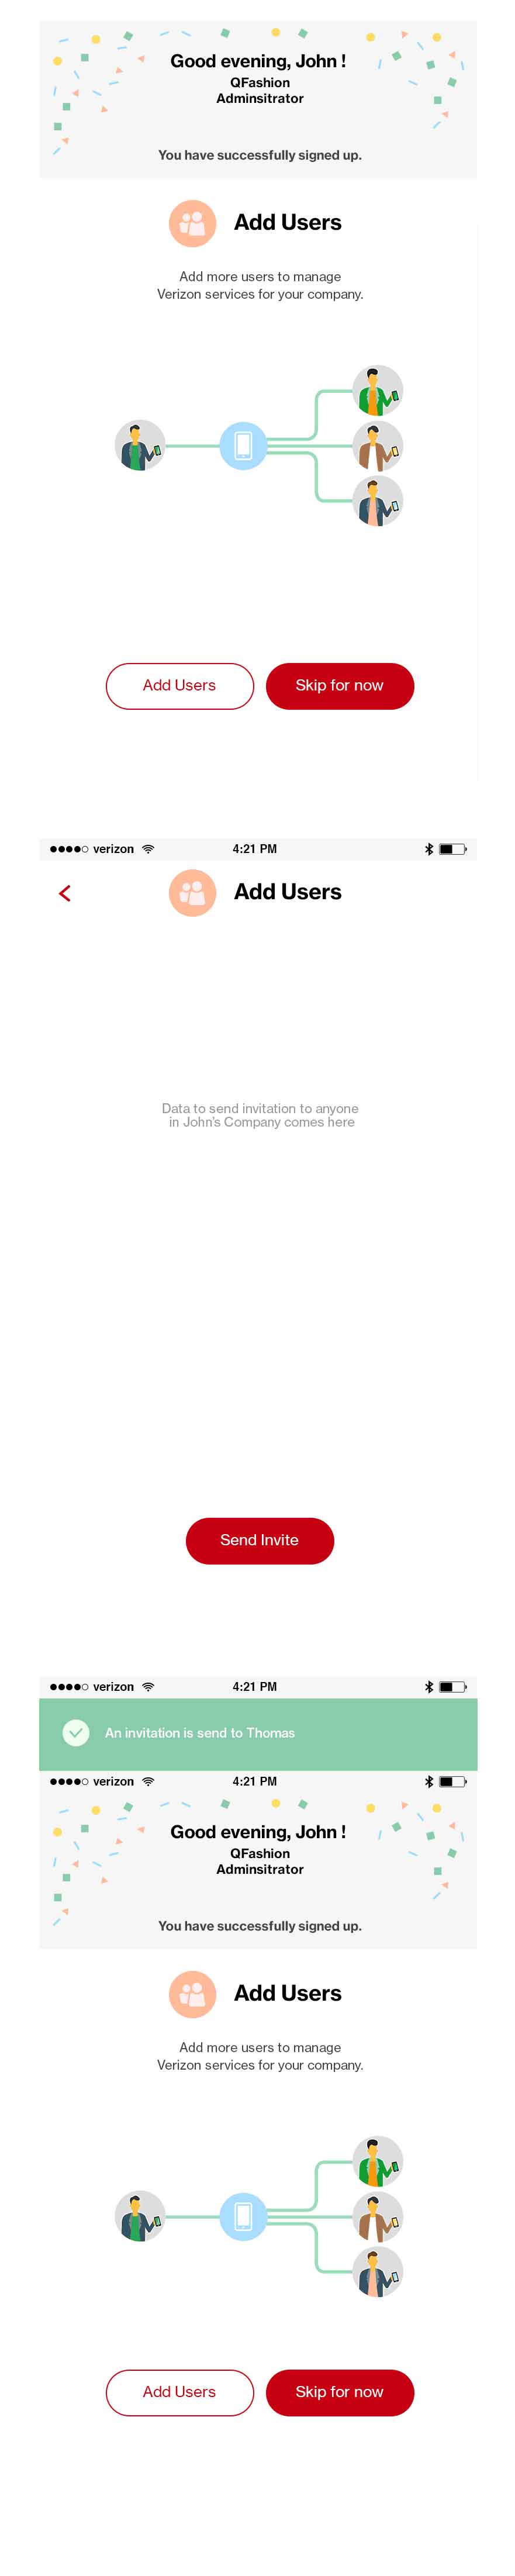 Good evening, John !
QFashion
Adminsitrator
You have successfully signed up.
Add Users
Add more users to manage
Verizon services for your company.
Add Users
Skip for now
verizon
4:21 PM
Add Users
Data to send invitation to anyone
in John's Company comes here
Send Invite
verizon
4:21 PM
An invitation is send to Thomas
verizon
4:21 PM
Good evening, John !
QFashion
Adminsitrator
You have successfully signed up.
Add Users
Add more users to manage
Verizon services for your company.
Add Users
Skip for now